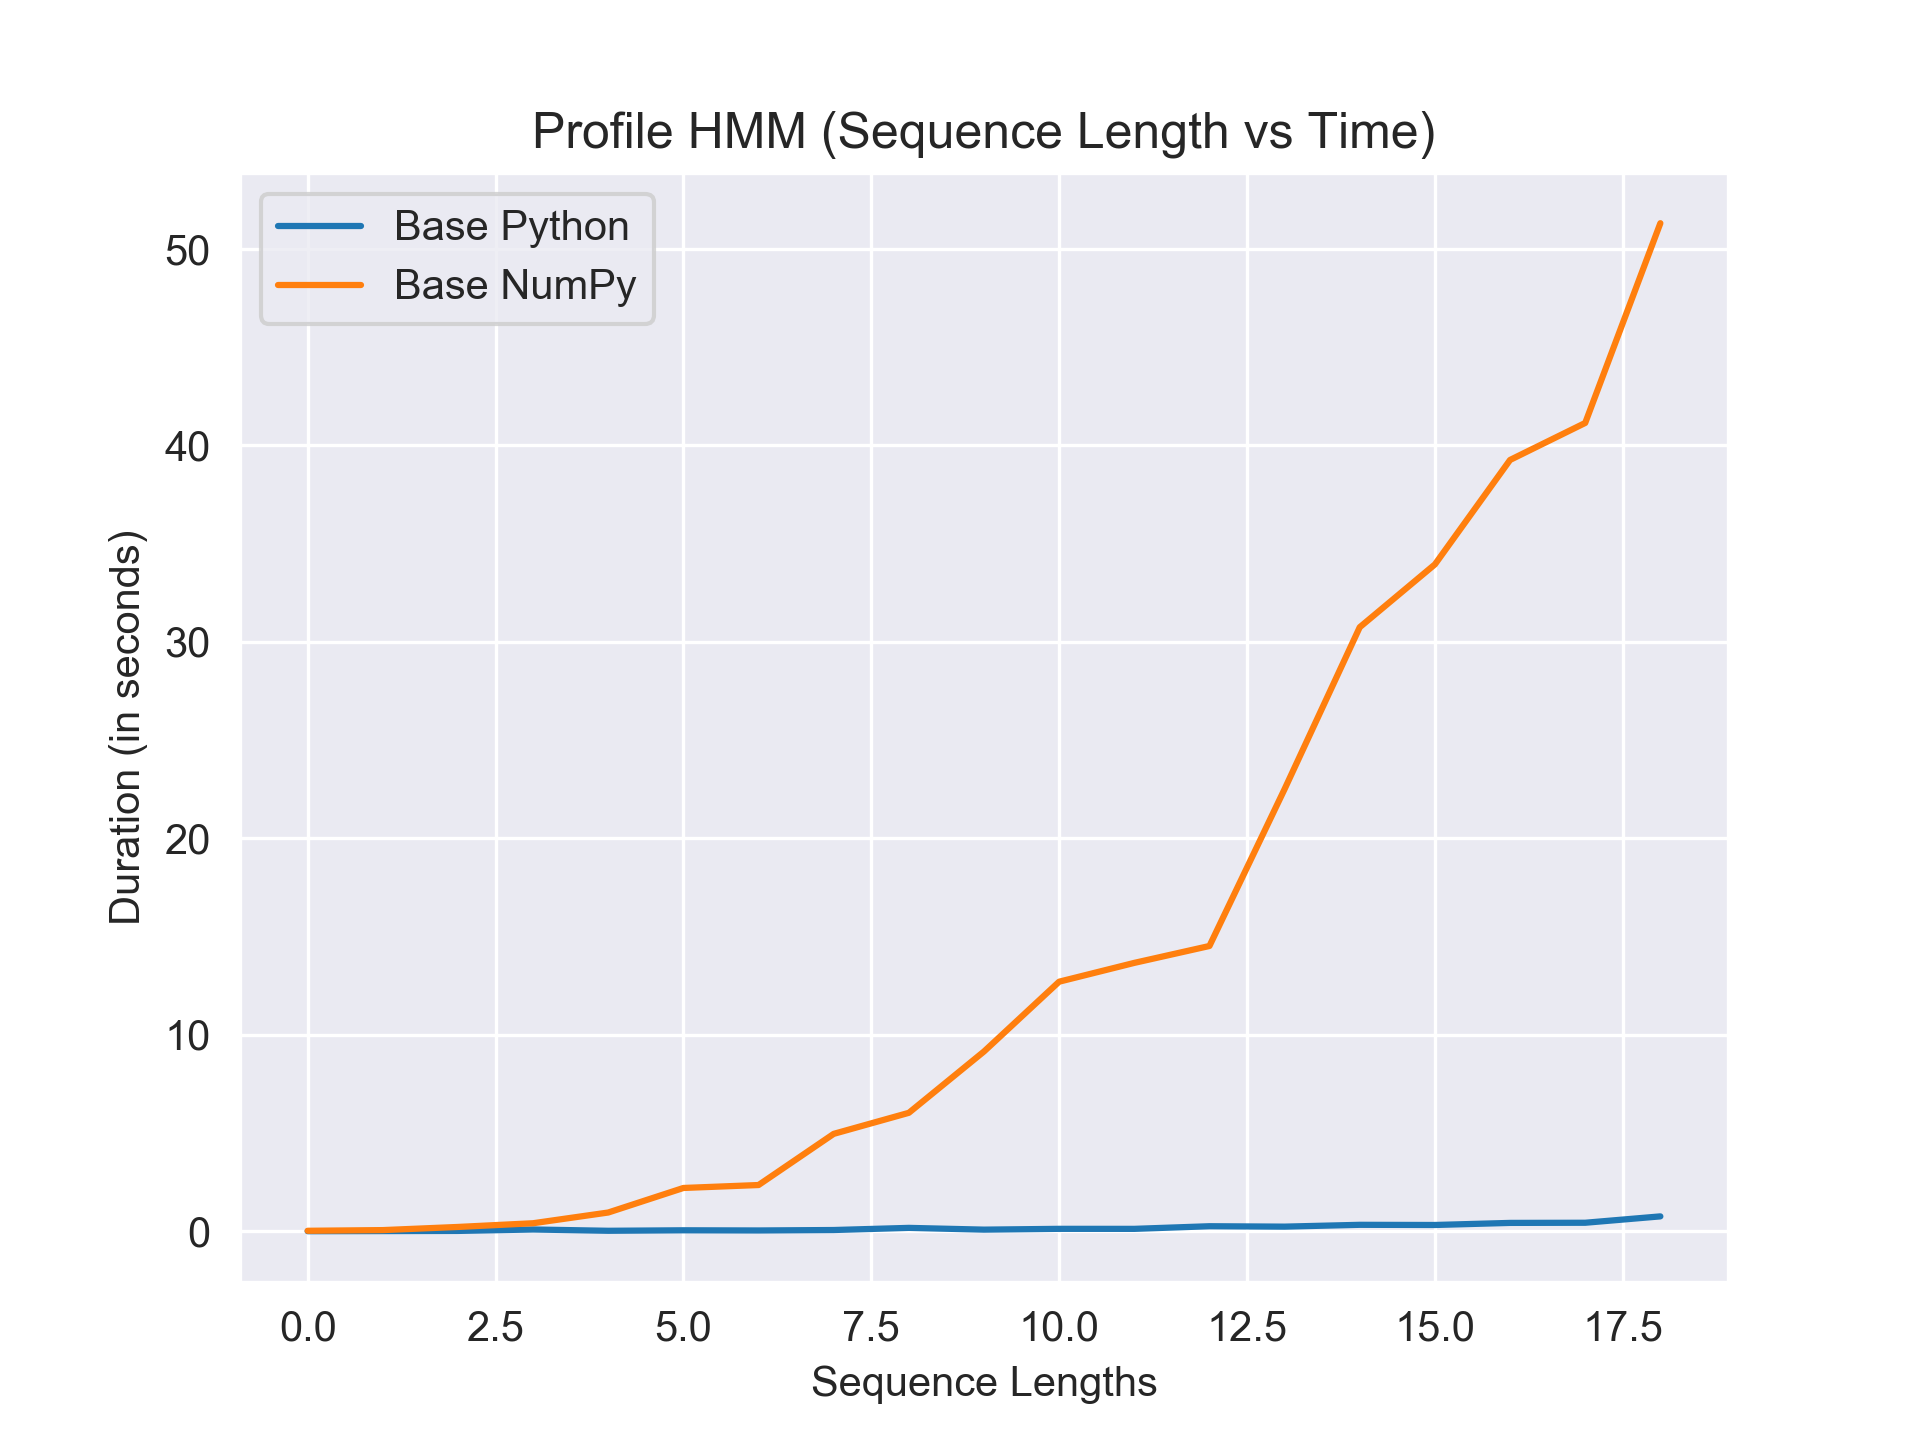 Profile HMM (Sequence Length vs Time)
Base Python
Base NumPy
50
40
30
20
10
0
Duration (in seconds)
0.0 2.5 5.0 7.5 10.0 12.5 15.0 17.5
Sequence Lengths